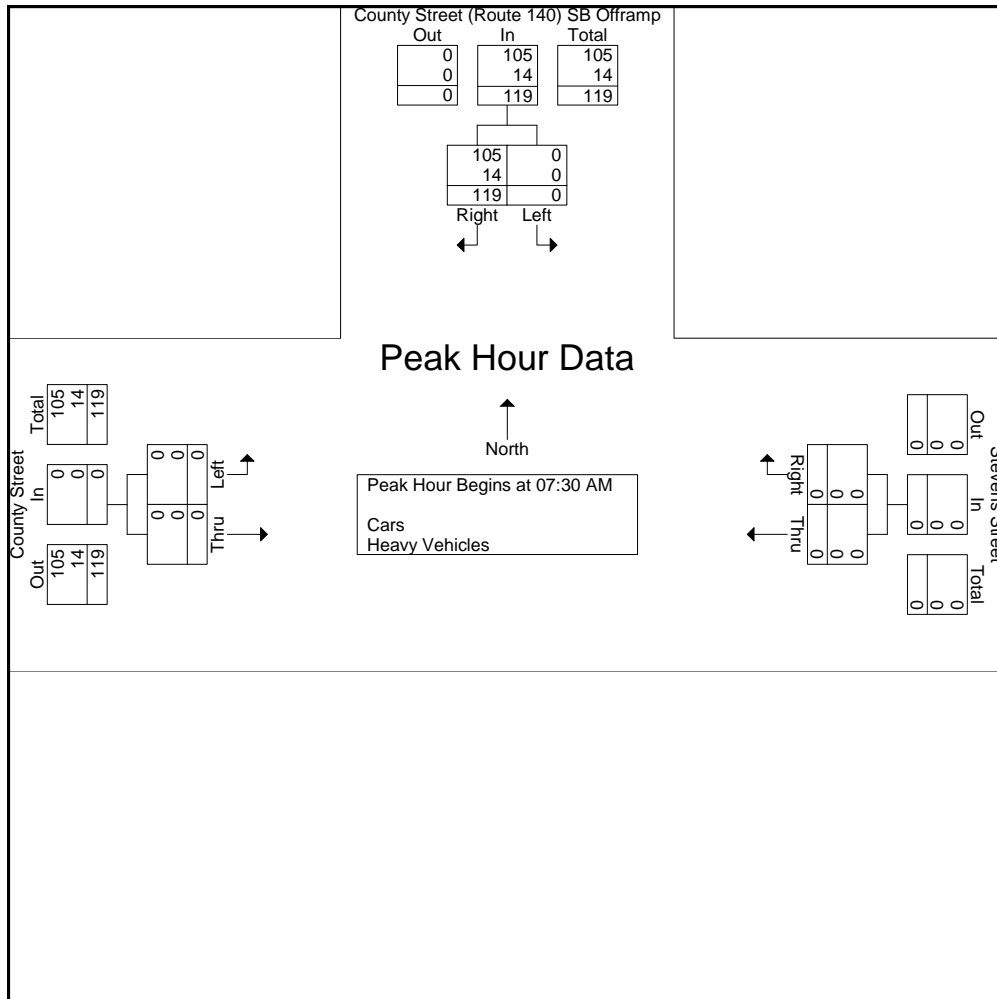 County Street (Route 140) SB Offramp
Out In Total
0 105 105
0 14 14
0 119 119
105 0
14 0
119 0
Right Left
Peak Hour Data
North
Peak Hour Begins at 07:30 AM
Cars
Heavy Vehicles
County Street
Out In Total
105 0 105
14 0 14
119 0 119
Thru Left
0 0
0 0
0 0
Stevens Street
Out In Total
0 0 0
0 0 0
0 0 0
Right Thru
0 0
0 0
0 0